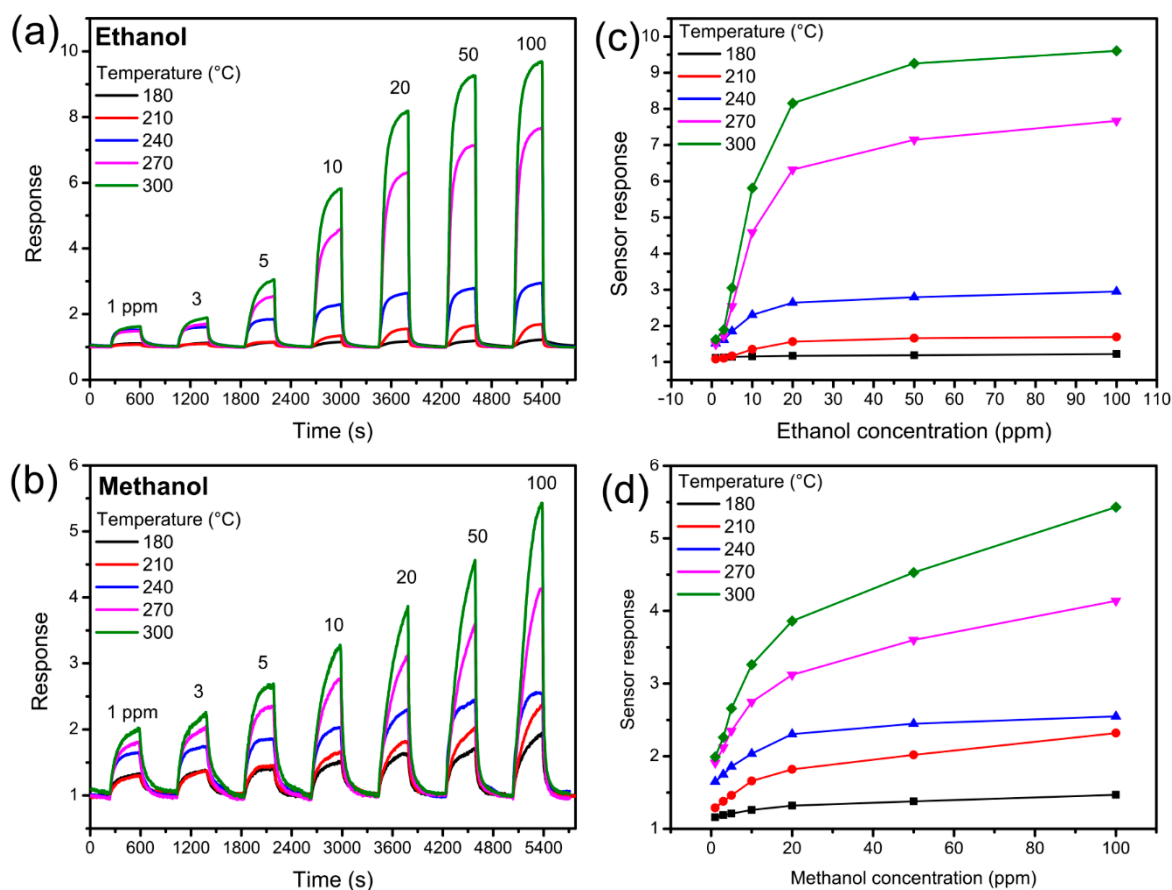 (a)
Ethanol
Temperature (°C)
180
210
240
270
300
1 ppm
3
5
10
20
50
100
Response
0
2
4
6
8
10
0 600 1200 1800 2400 3000 3600 4200 4800 5400
Time (s)
(c)
Temperature (°C)
180
210
240
270
300
Sensor response
1
2
3
4
5
6
7
8
9
10
-10 0 10 20 30 40 50 60 70 80 90 100 110
Ethanol concentration (ppm)
(b)
Methanol
Temperature (°C)
180
210
240
270
300
1 ppm
3
5
10
20
50
100
Response
1
2
3
4
5
6
0 600 1200 1800 2400 3000 3600 4200 4800 5400
Time (s)
(d)
Temperature (°C)
180
210
240
270
300
Sensor response
1
2
3
4
5
6
0 20 40 60 80 100
Methanol concentration (ppm)